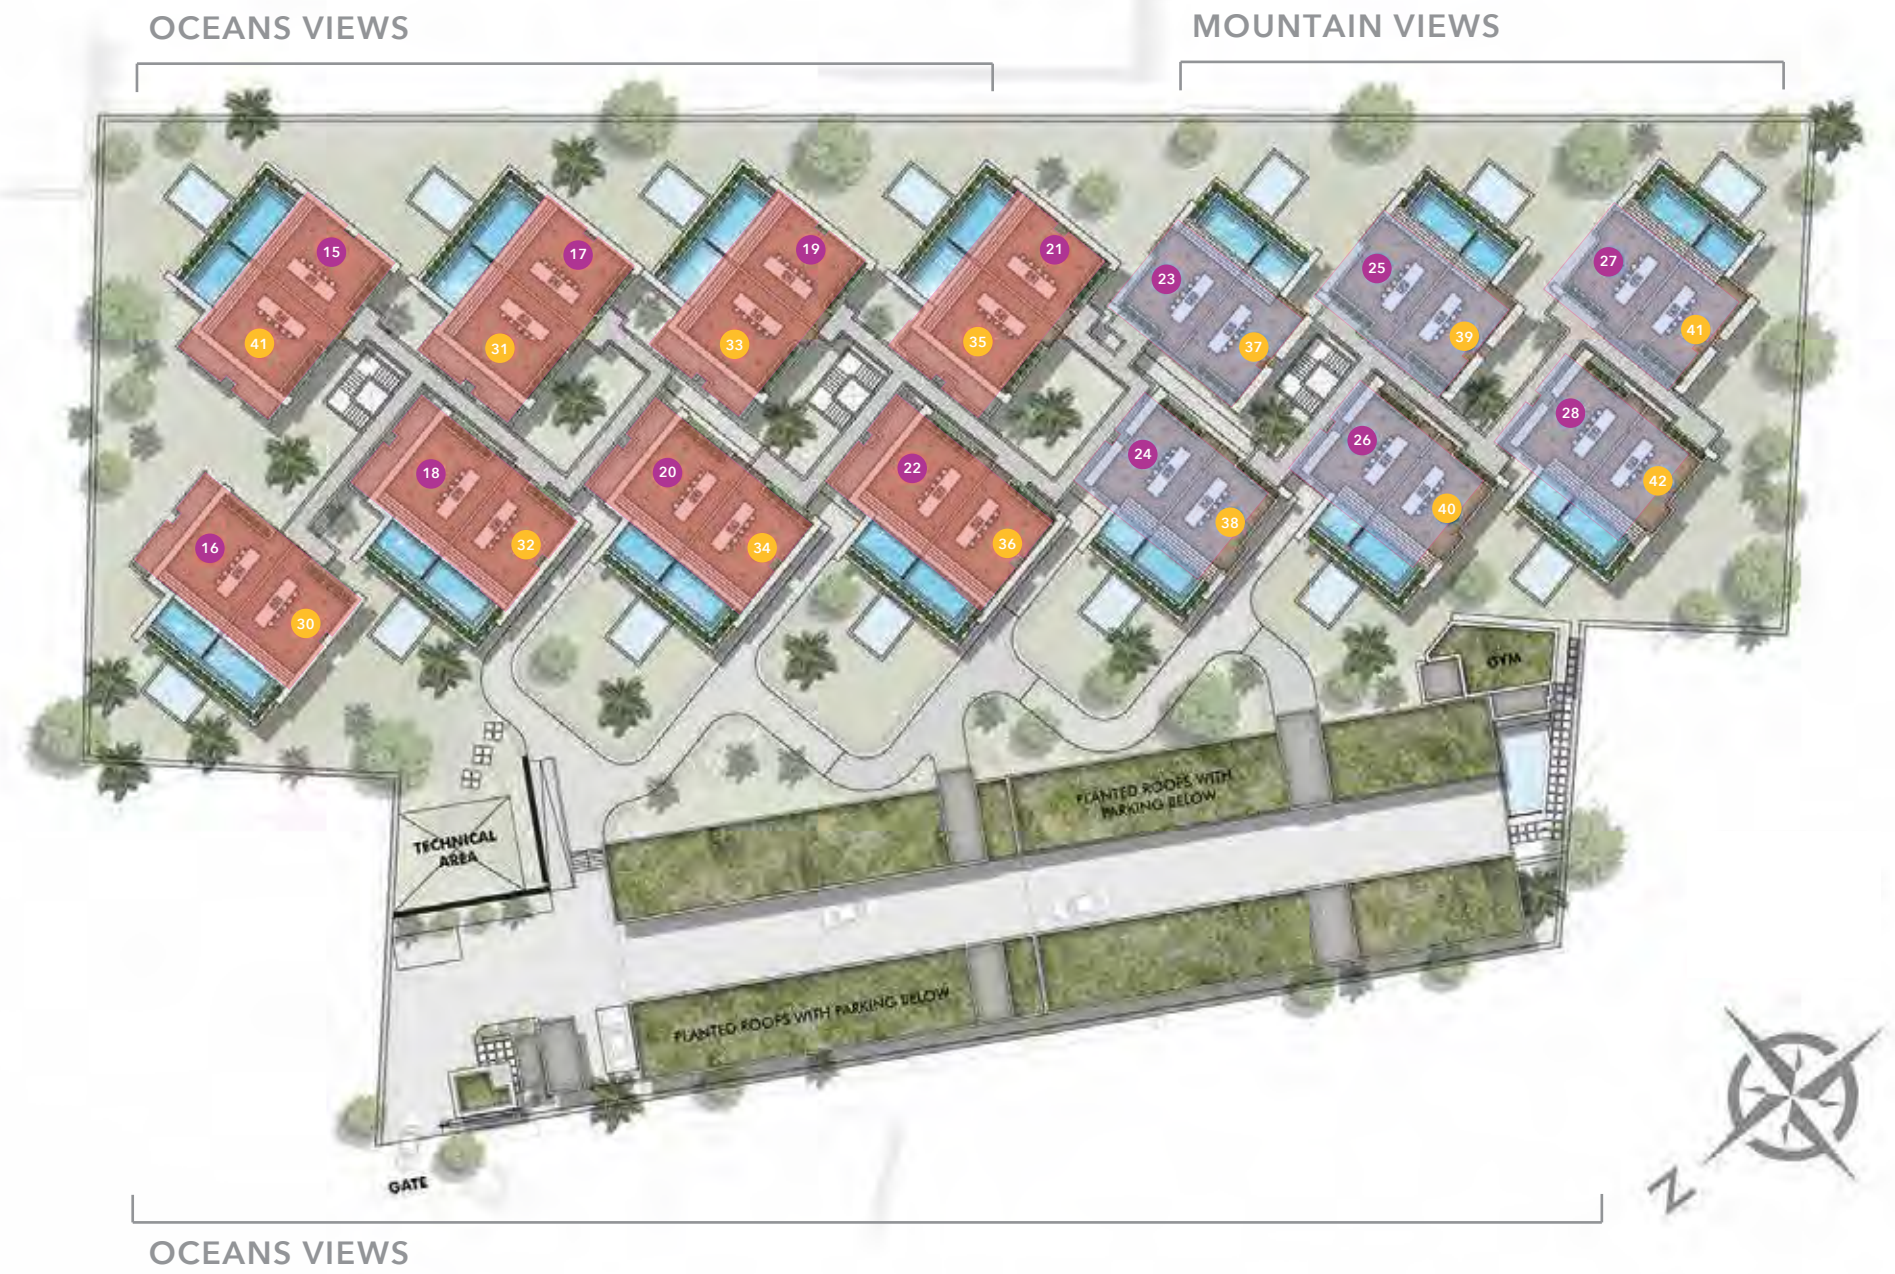 OCEANS VIEWS
MOUNTAIN VIEWS
15
17
19
21
23
25
27
41
31
33
35
37
39
41
18
20
22
24
26
28
16
32
34
36
38
40
42
30
GYM
PLANTED ROOFS WITH
PARKING BELOW
TECHNICAL
AREA
PLANTED ROOFS WITH PARKING BELOW
GATE
N
OCEANS VIEWS